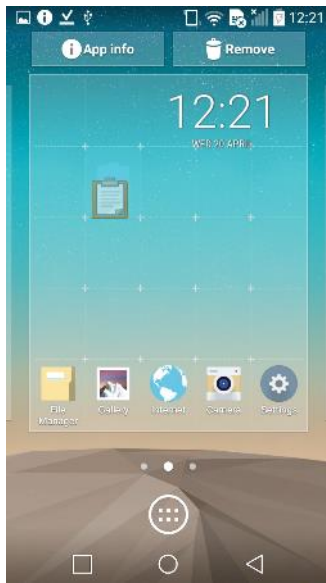 12:21
App info
Remove
12:21
WED 20 APRIL
File
Manager
Gallery
Internet
Camera
Settings